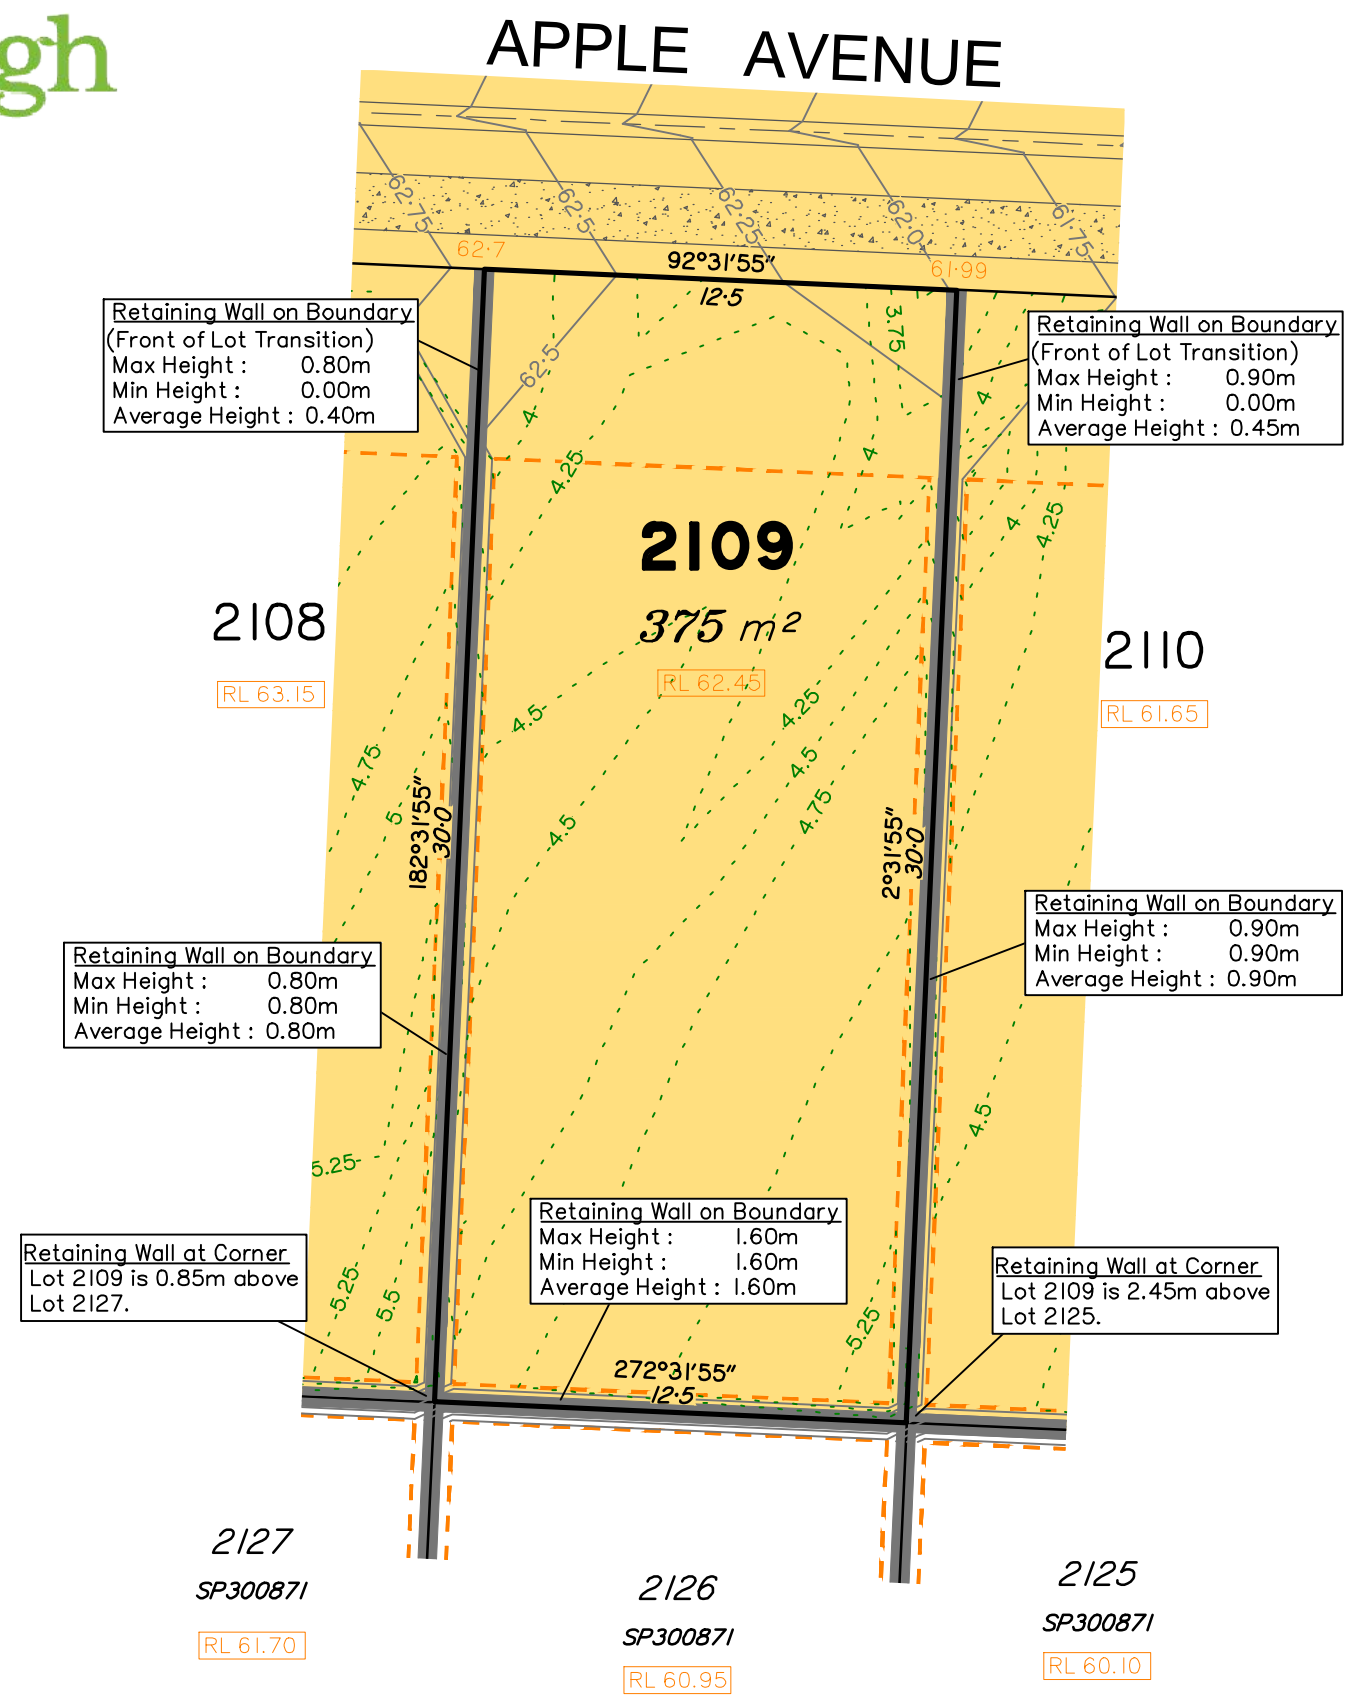 gh
APPLE AVENUE
62·75
62·5
62·25
62·0
61·75
62·7
92°31'55"
61·99
12·5
Retaining Wall on Boundary
(Front of Lot Transition)
Max Height : 0.80m
Min Height : 0.00m
Average Height : 0.40m
3.75
Retaining Wall on Boundary
(Front of Lot Transition)
Max Height : 0.90m
Min Height : 0.00m
Average Height : 0.45m
62·5
4
4
4
4.25
4
4.25
2109
375 m²
RL 62.45
2108
RL 63.15
2110
RL 61.65
4.5
4.25
4.75
4.5
4.75
5
4.5
182°31'55"
30·0
2°31'55"
30·0
Retaining Wall on Boundary
Max Height : 0.80m
Min Height : 0.80m
Average Height : 0.80m
Retaining Wall on Boundary
Max Height : 0.90m
Min Height : 0.90m
Average Height : 0.90m
4.5
5.25
Retaining Wall on Boundary
Max Height : 1.60m
Min Height : 1.60m
Average Height : 1.60m
Retaining Wall at Corner
Lot 2109 is 0.85m above
Lot 2127.
5.25
5.5
5.25
Retaining Wall at Corner
Lot 2109 is 2.45m above
Lot 2125.
272°31'55"
12·5
2127
SP300871
RL 61.70
2126
SP300871
RL 60.95
2125
SP300871
RL 60.10